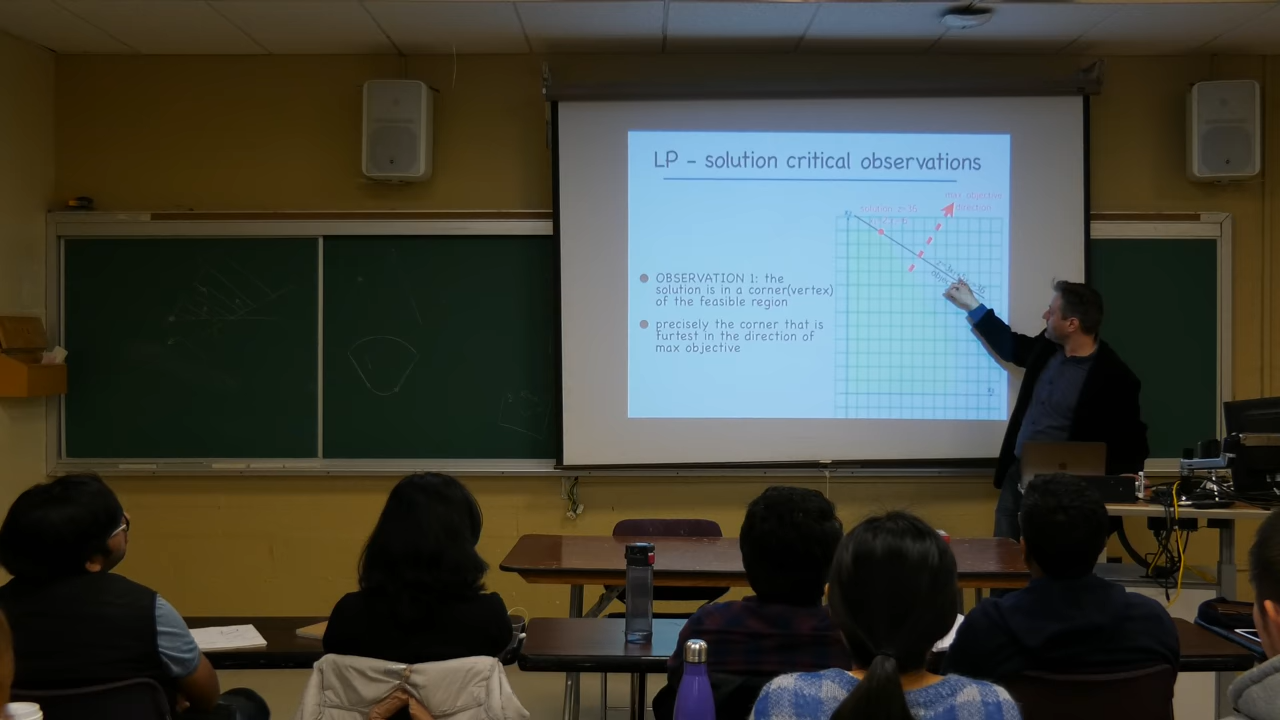 LP - solution critical observations
max objective
direction
solution z=35
OBSERVATION 1: the
solution is in a corner(vertex)
of the feasible region
precisely the corner that is
furtest in the direction of
max objective